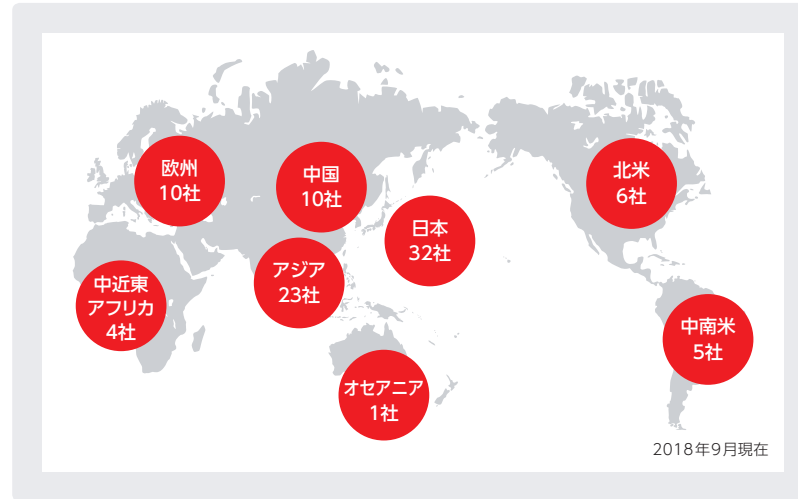 欧州
10社
中国
10社
北米
6社
日本
32社
アジア
23社
中近東
アフリカ
4社
中南米
5社
オセアニア
1社
2018年9月現在